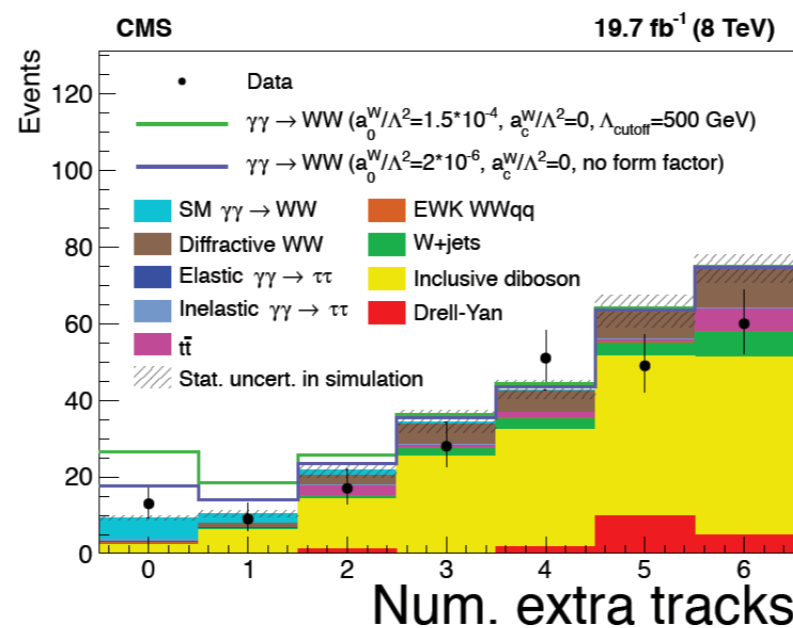 CMS 19.7 fb⁻¹ (8 TeV)
Events
120
100
80
60
40
20
0
Data
γγ → WW (a₀ᵂ/Λ²=1.5*10⁻⁴, a_cᵂ/Λ²=0, Λ_cutoff=500 GeV)
γγ → WW (a₀ᵂ/Λ²=2*10⁻⁶, a_cᵂ/Λ²=0, no form factor)
SM γγ → WW
Diffractive WW
Elastic γγ → ττ
Inelastic γγ → ττ
tt̄
Stat. uncert. in simulation
EWK WWqq
W+jets
Inclusive diboson
Drell-Yan
0 1 2 3 4 5 6
Num. extra tracks